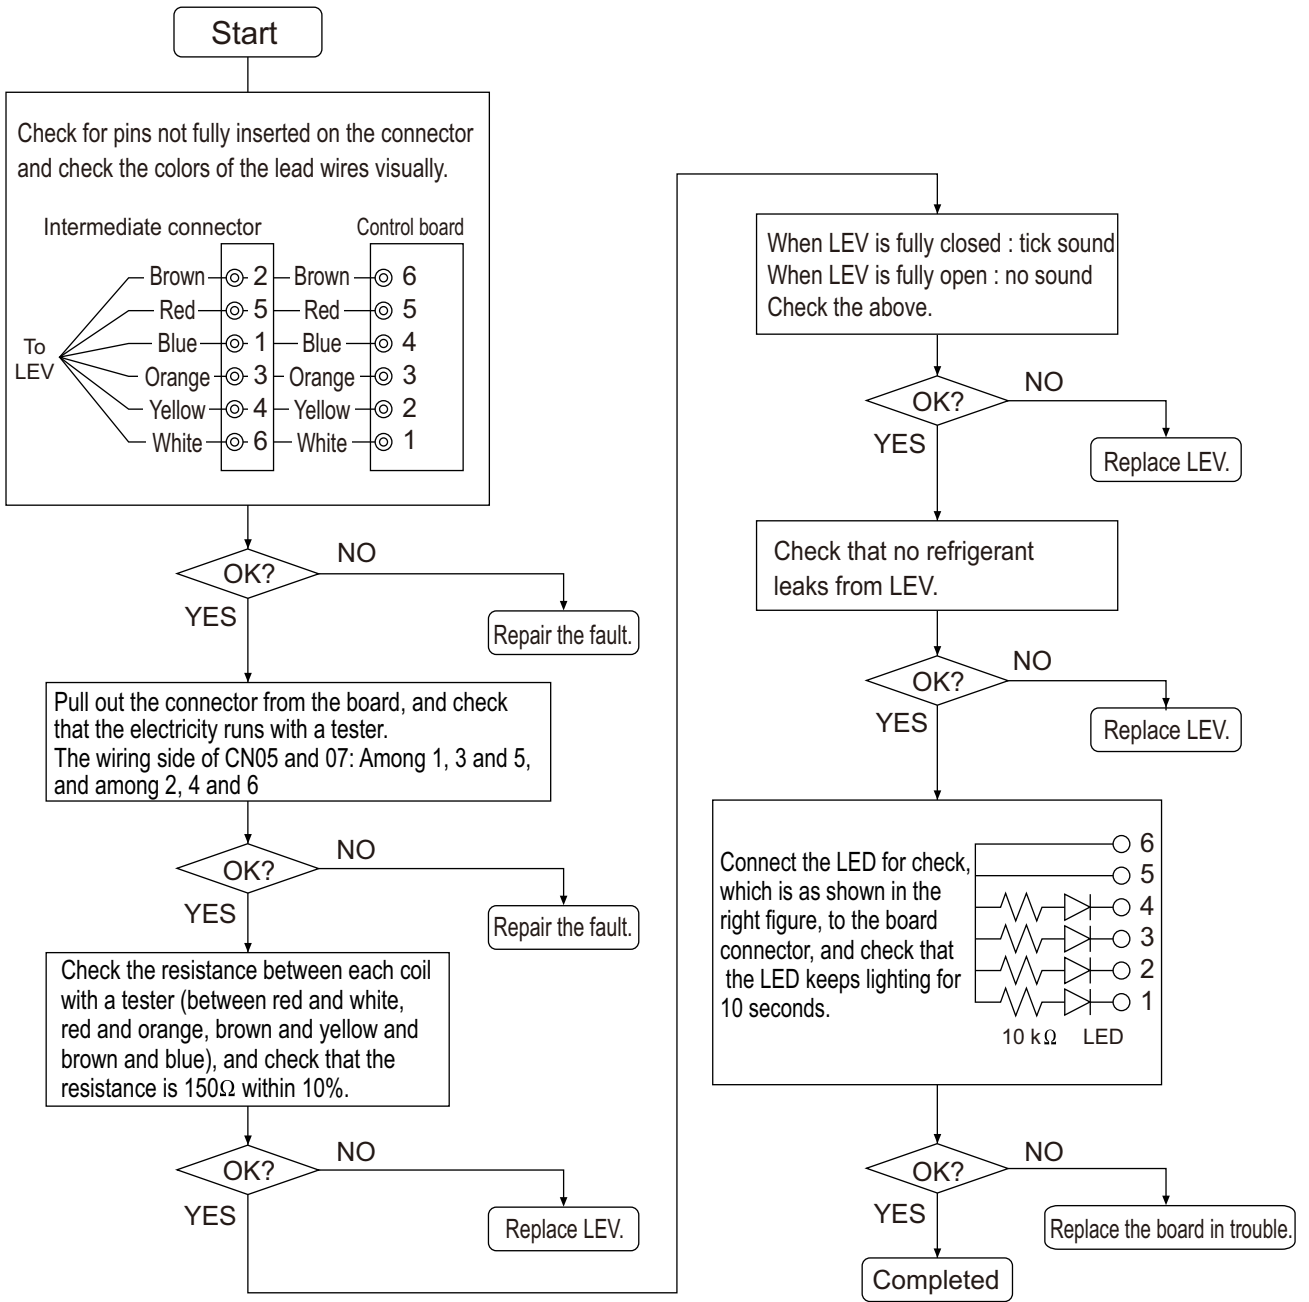 Start
Check for pins not fully inserted on the connector
and check the colors of the lead wires visually.
Intermediate connector Control board
Brown 2 Brown 6
Red 5 Red 5
Blue 1 Blue 4
To
LEV
Orange 3 Orange 3
Yellow 4 Yellow 2
White 6 White 1
OK?
NO
YES
Repair the fault.
Pull out the connector from the board, and check
that the electricity runs with a tester.
The wiring side of CN05 and 07: Among 1, 3 and 5,
and among 2, 4 and 6
OK?
NO
YES
Repair the fault.
Check the resistance between each coil
with a tester (between red and white,
red and orange, brown and yellow and
brown and blue), and check that the
resistance is 150Ω within 10%.
OK?
NO
YES
Replace LEV.
When LEV is fully closed : tick sound
When LEV is fully open : no sound
Check the above.
OK?
NO
YES
Replace LEV.
Check that no refrigerant
leaks from LEV.
OK?
NO
YES
Replace LEV.
Connect the LED for check,
which is as shown in the
right figure, to the board
connector, and check that
the LED keeps lighting for
10 seconds.
6
5
4
3
2
1
10 kΩ LED
OK?
NO
YES
Replace the board in trouble.
Completed